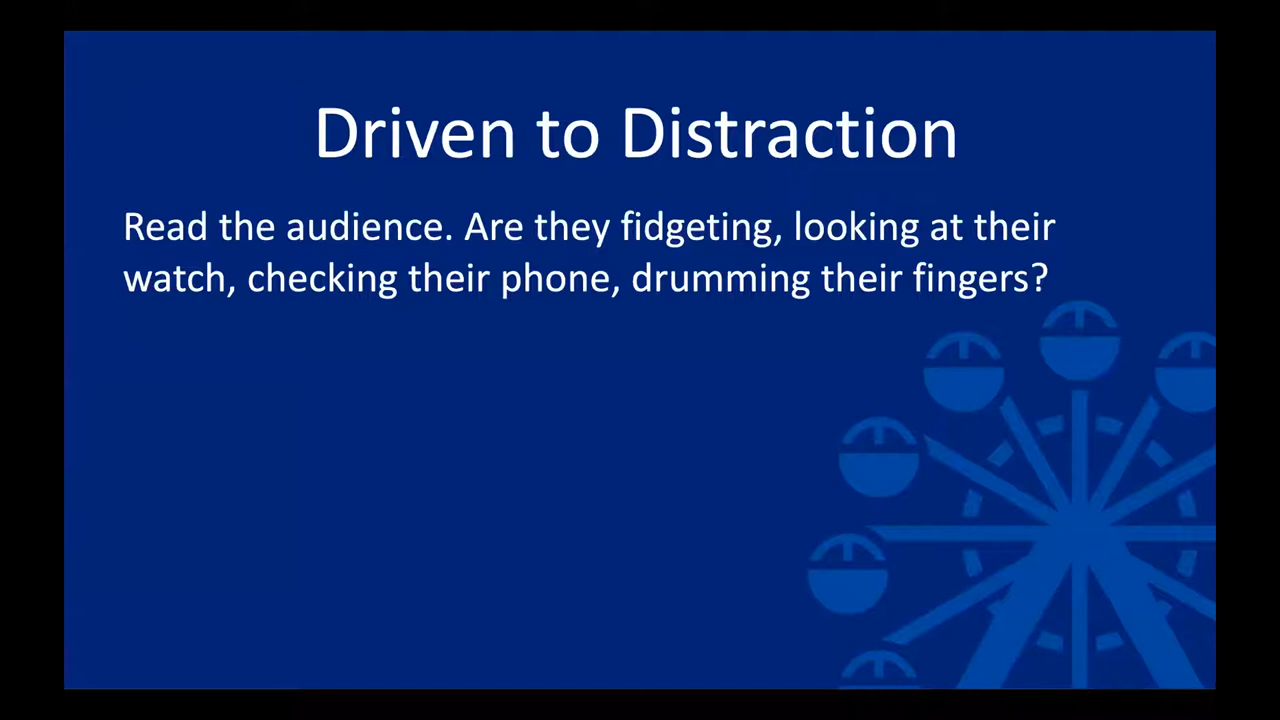 Driven to Distraction
Read the audience. Are they fidgeting, looking at their
watch, checking their phone, drumming their fingers?